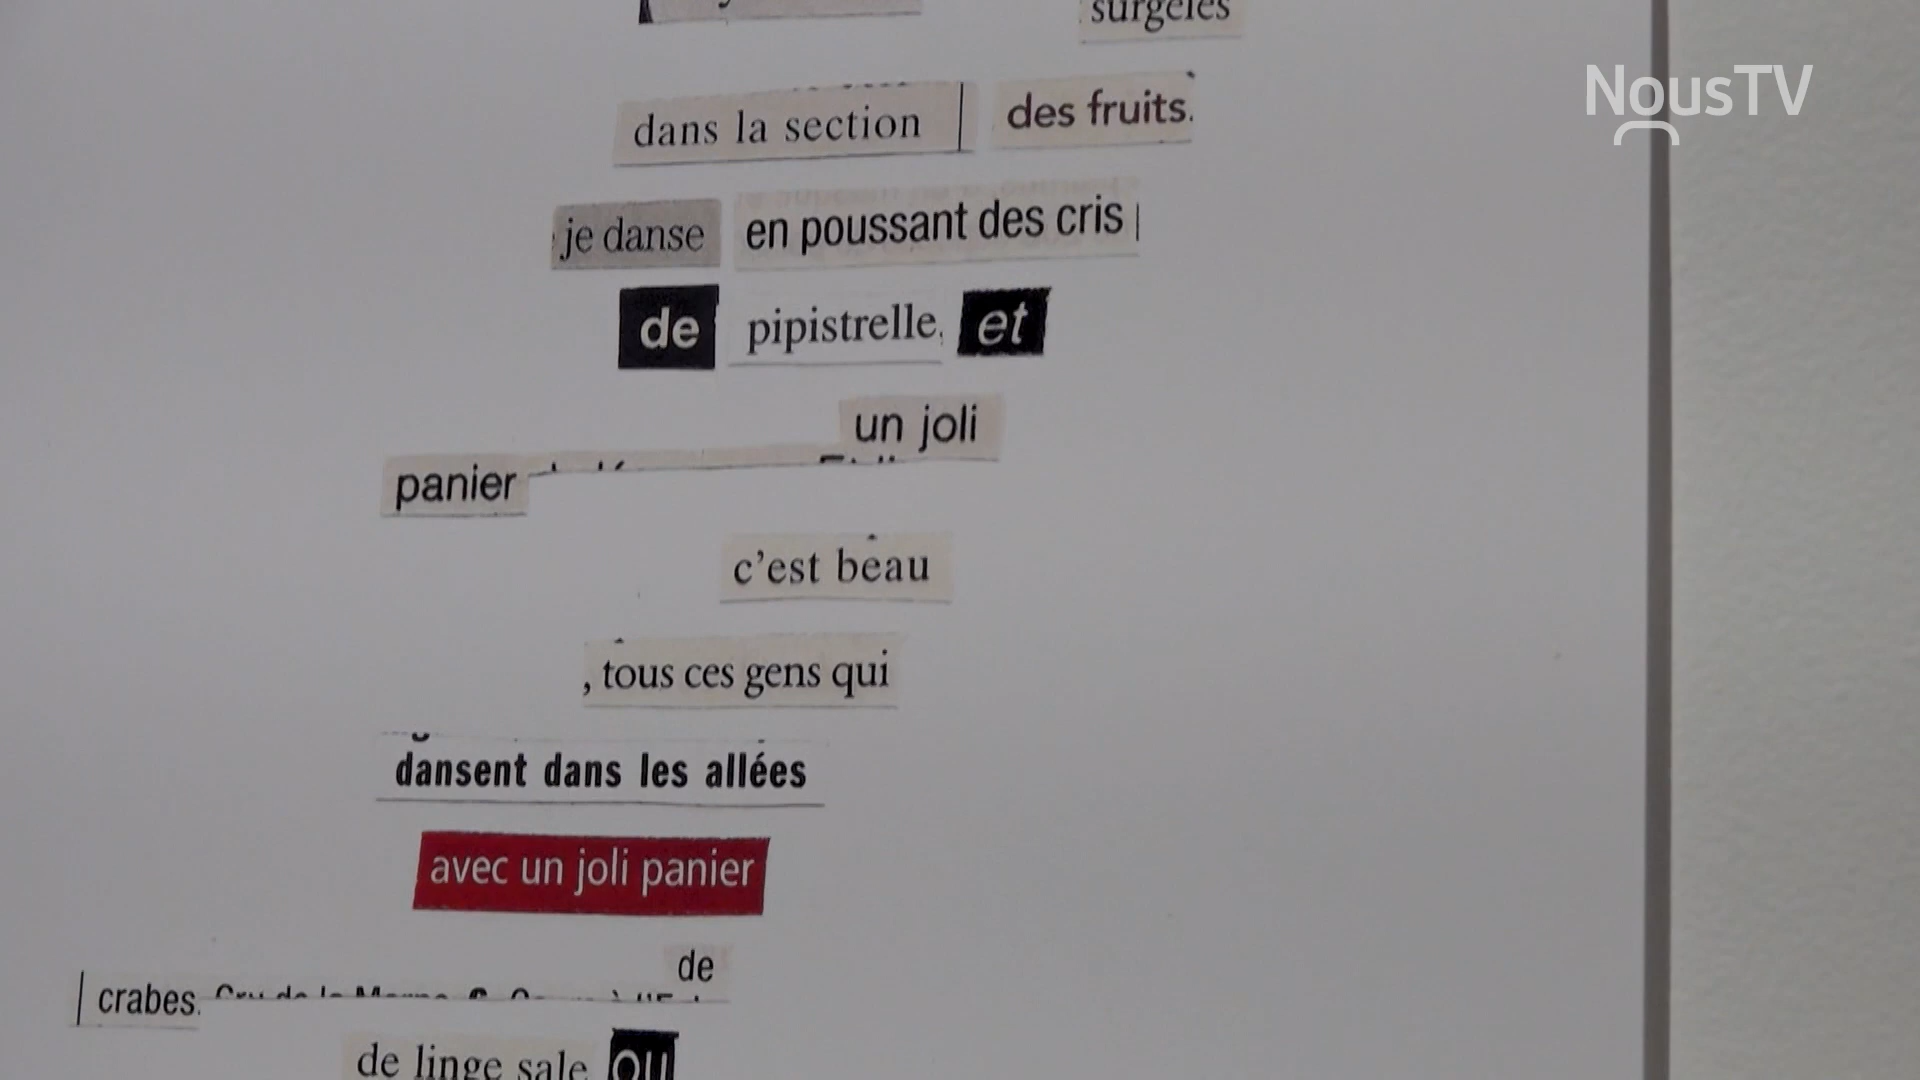 surgelés
NousTV
dans la section des fruits.
je danse en poussant des cris
de pipistrelle, et
un joli
panier
c'est beau
, tous ces gens qui
dansent dans les allées
avec un joli panier
de
crabes.
de linge sale ou